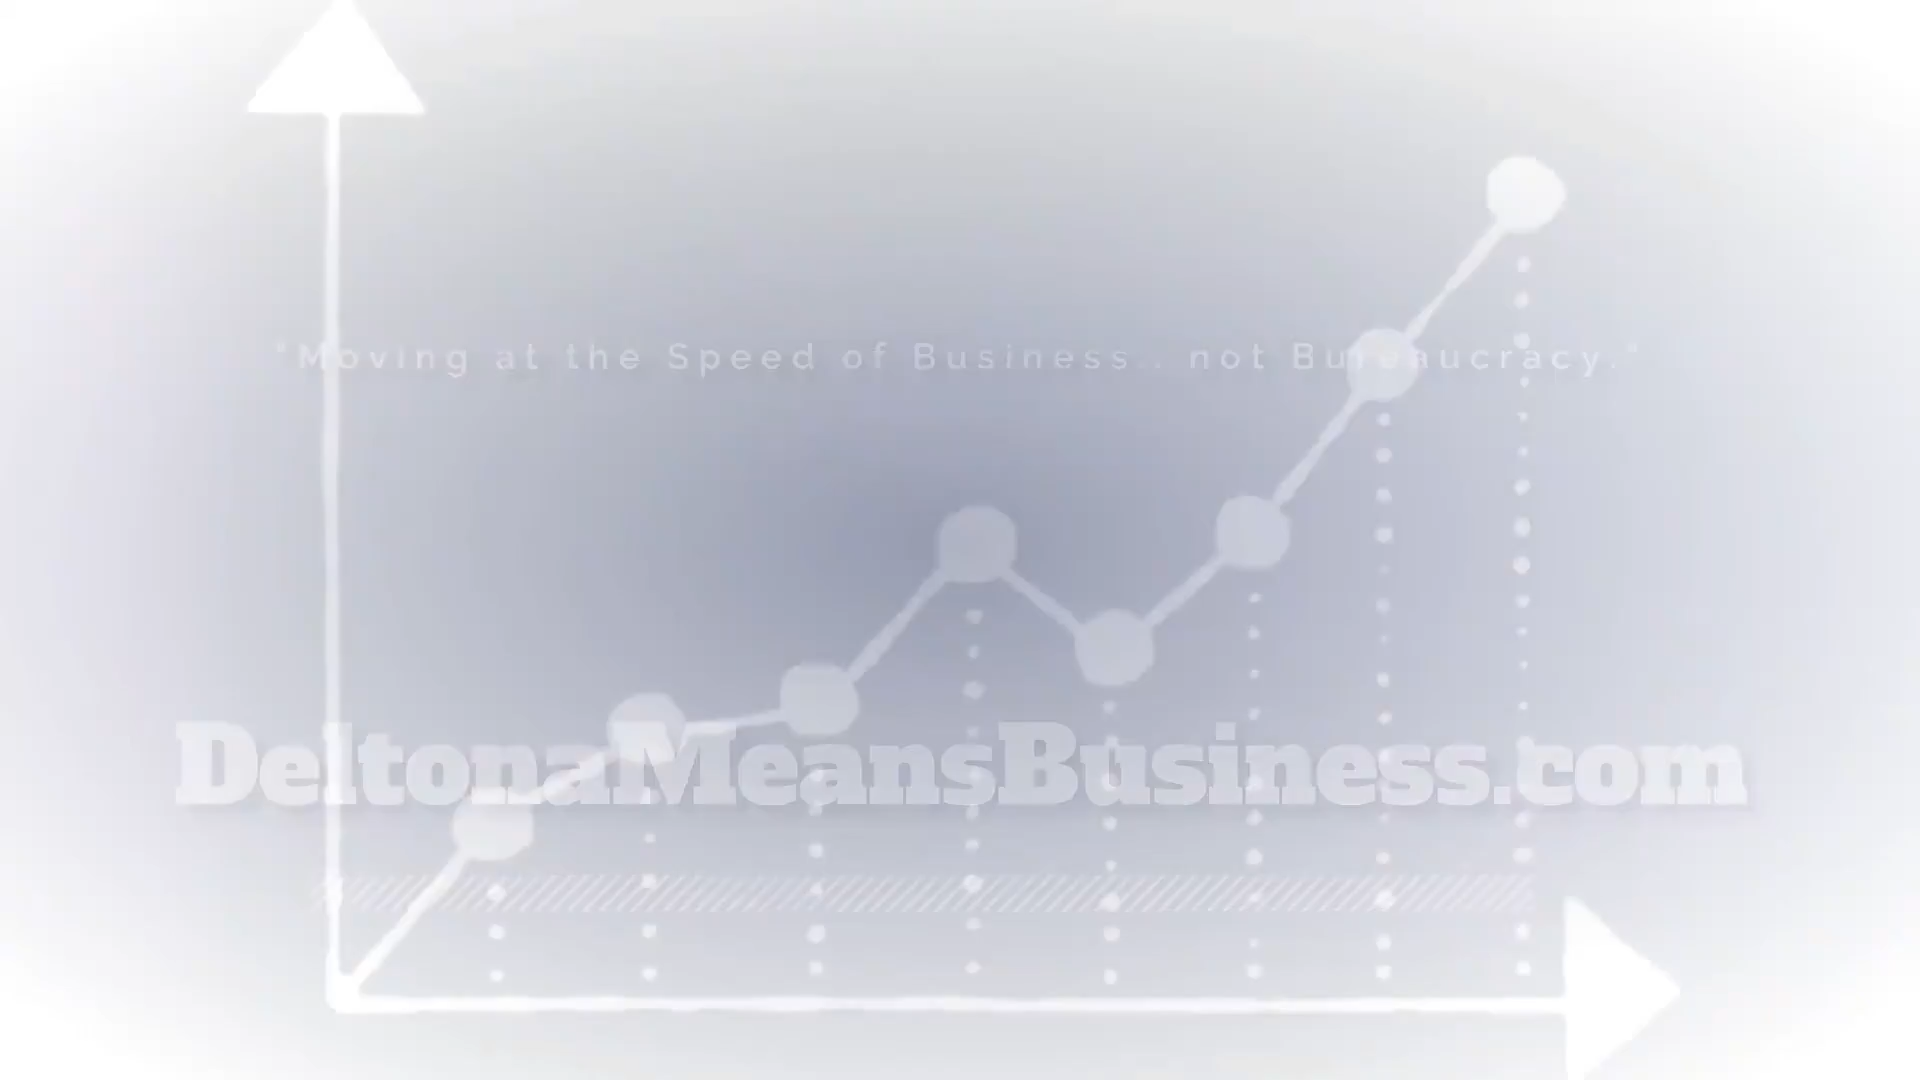 "Moving at the Speed of Business.. not Bureaucracy."
DeltonaMeansBusiness.com